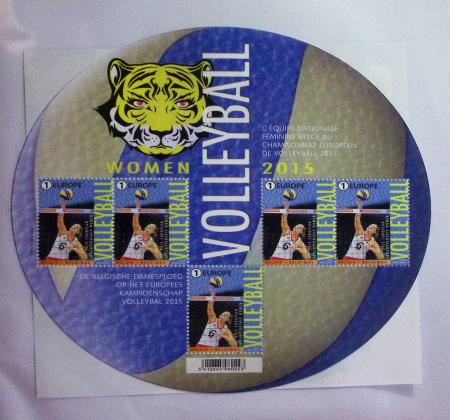 VOLLEYBALL
L'ÉQUIPE NATIONALE
FÉMININE BELGE AU
CHAMPIONNAT EUROPÉEN
DE VOLLEYBALL 2015
WOMEN 2015
1 EUROPE
VOLLEYBALL
1 EUROPE
VOLLEYBALL
1 EUROPE
VOLLEYBALL
1 EUROPE
VOLLEYBALL
DE BELGISCHE DAMESPLOEG
OP HET EUROPEES
KAMPIOENSCHAP
VOLLEYBAL 2015
1 EUROPE
VOLLEYBALL